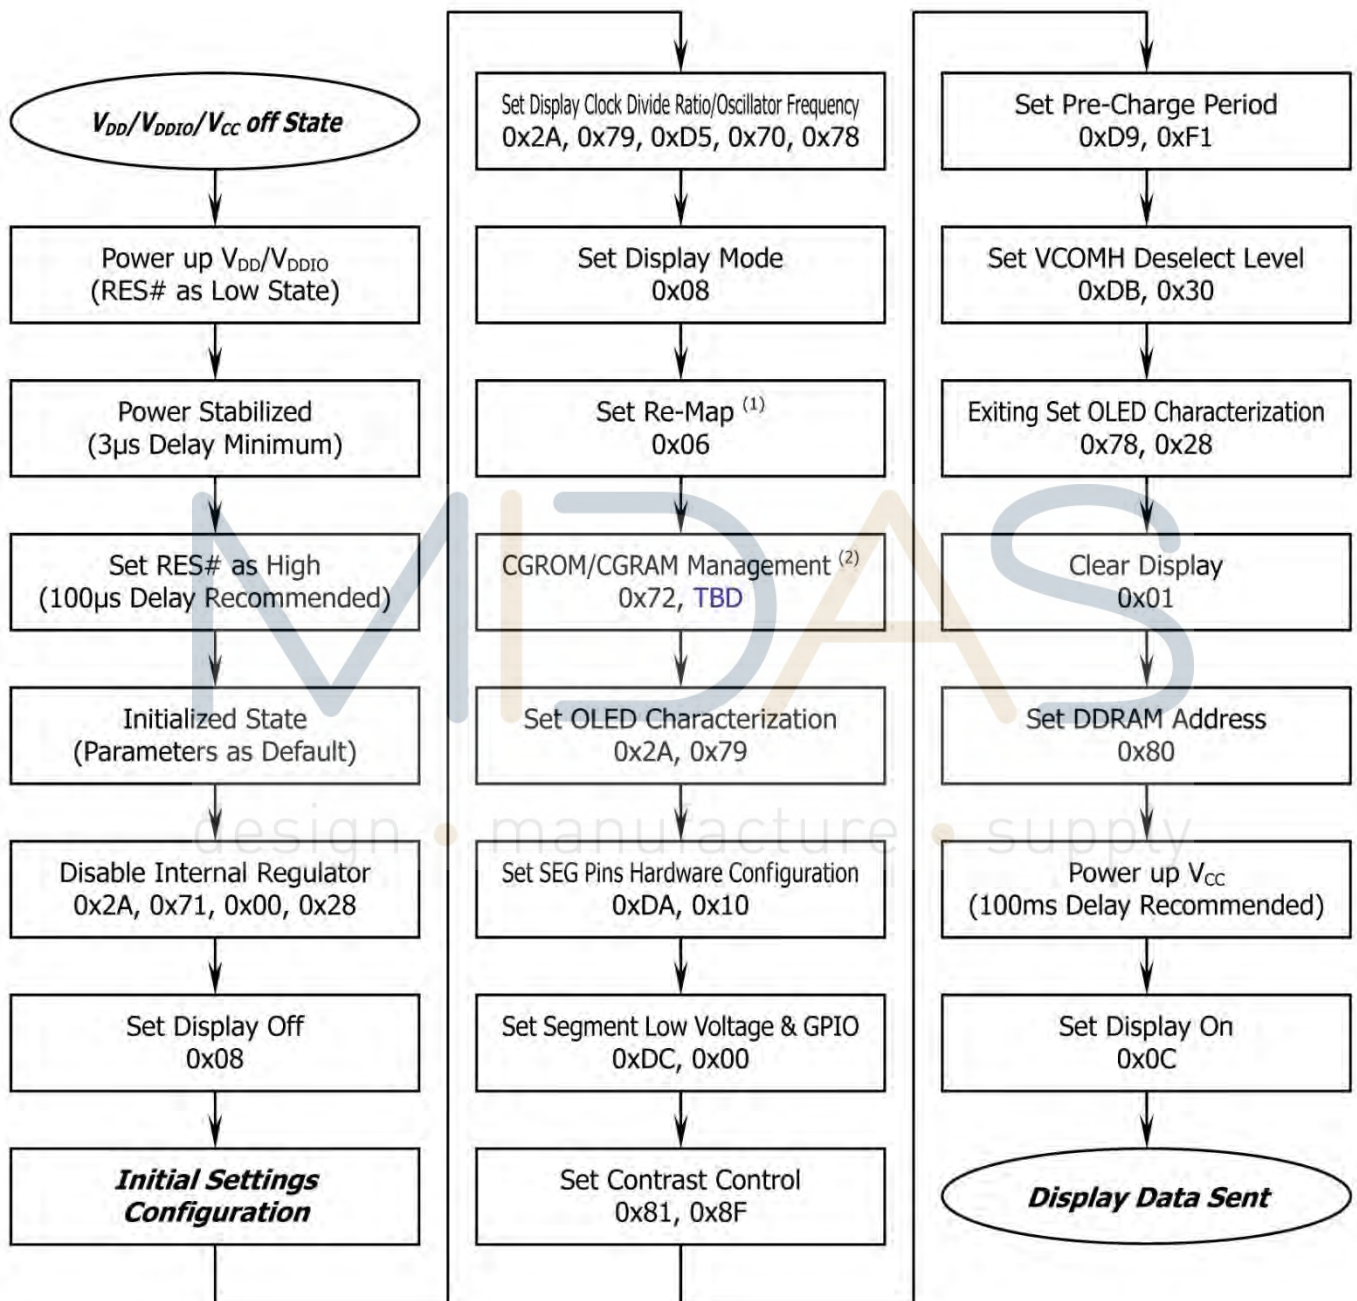 V_DD/V_DDIO/V_CC off State
Power up V_DD/V_DDIO
(RES# as Low State)
Power Stabilized
(3µs Delay Minimum)
Set RES# as High
(100µs Delay Recommended)
Initialized State
(Parameters as Default)
Disable Internal Regulator
0x2A, 0x71, 0x00, 0x28
Set Display Off
0x08
Initial Settings
Configuration
Set Display Clock Divide Ratio/Oscillator Frequency
0x2A, 0x79, 0xD5, 0x70, 0x78
Set Display Mode
0x08
Set Re-Map (1)
0x06
CGROM/CGRAM Management (2)
0x72, TBD
Set OLED Characterization
0x2A, 0x79
Set SEG Pins Hardware Configuration
0xDA, 0x10
Set Segment Low Voltage & GPIO
0xDC, 0x00
Set Contrast Control
0x81, 0x8F
Set Pre-Charge Period
0xD9, 0xF1
Set VCOMH Deselect Level
0xDB, 0x30
Exiting Set OLED Characterization
0x78, 0x28
Clear Display
0x01
Set DDRAM Address
0x80
Power up V_CC
(100ms Delay Recommended)
Set Display On
0x0C
Display Data Sent
MIDAS
design • manufacture • supply